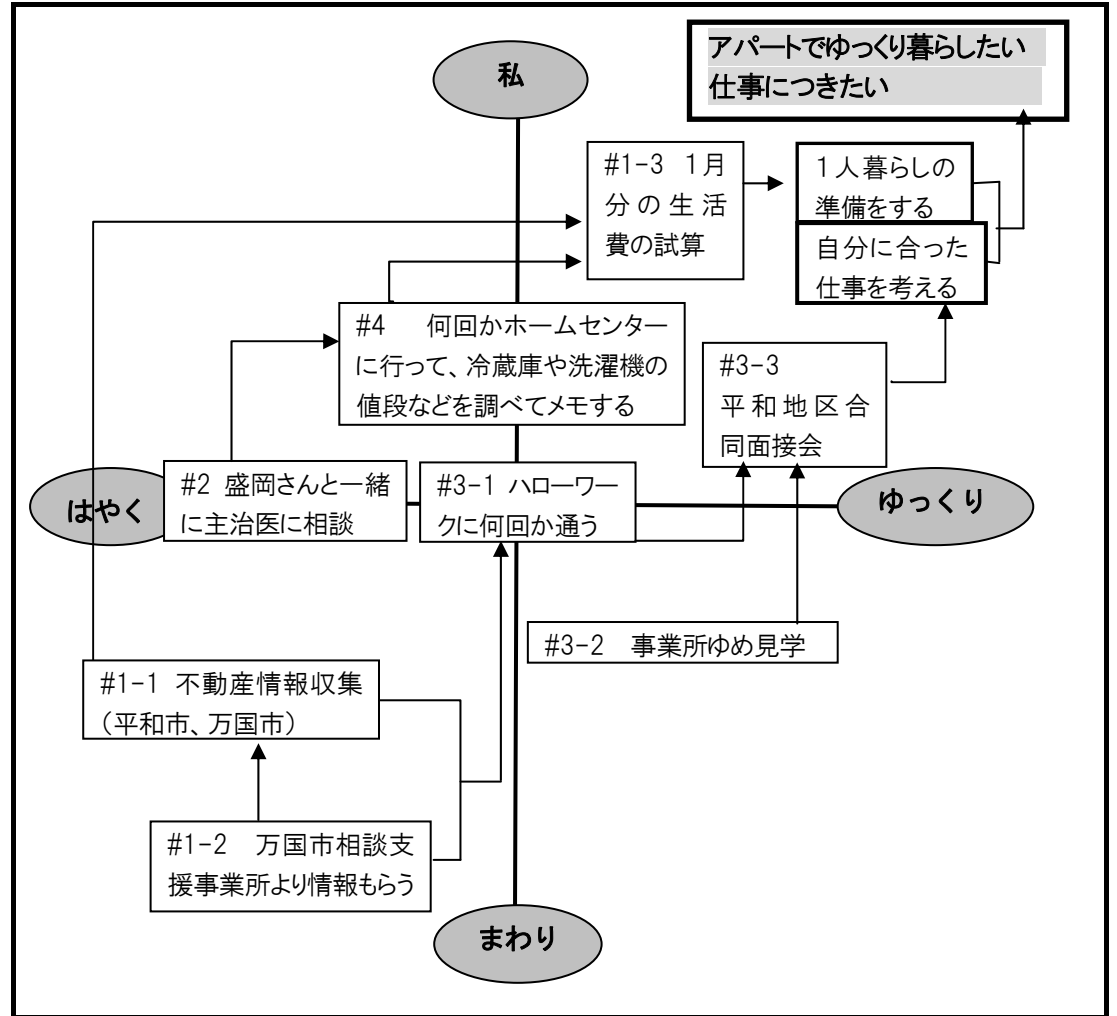 アパートでゆっくり暮らしたい
仕事につきたい
私
#1-3 1月
分の生活
費の試算
1人暮らしの
準備をする
自分に合った
仕事を考える
#4 何回かホームセンター
に行って、冷蔵庫や洗濯機の
値段などを調べてメモする
#3-3
平和地区合
同面接会
はやく
#2 盛岡さんと一緒
に主治医に相談
#3-1 ハローワー
クに何回か通う
ゆっくり
#3-2 事業所ゆめ見学
#1-1 不動産情報収集
(平和市、万国市)
#1-2 万国市相談支
援事業所より情報もらう
まわり